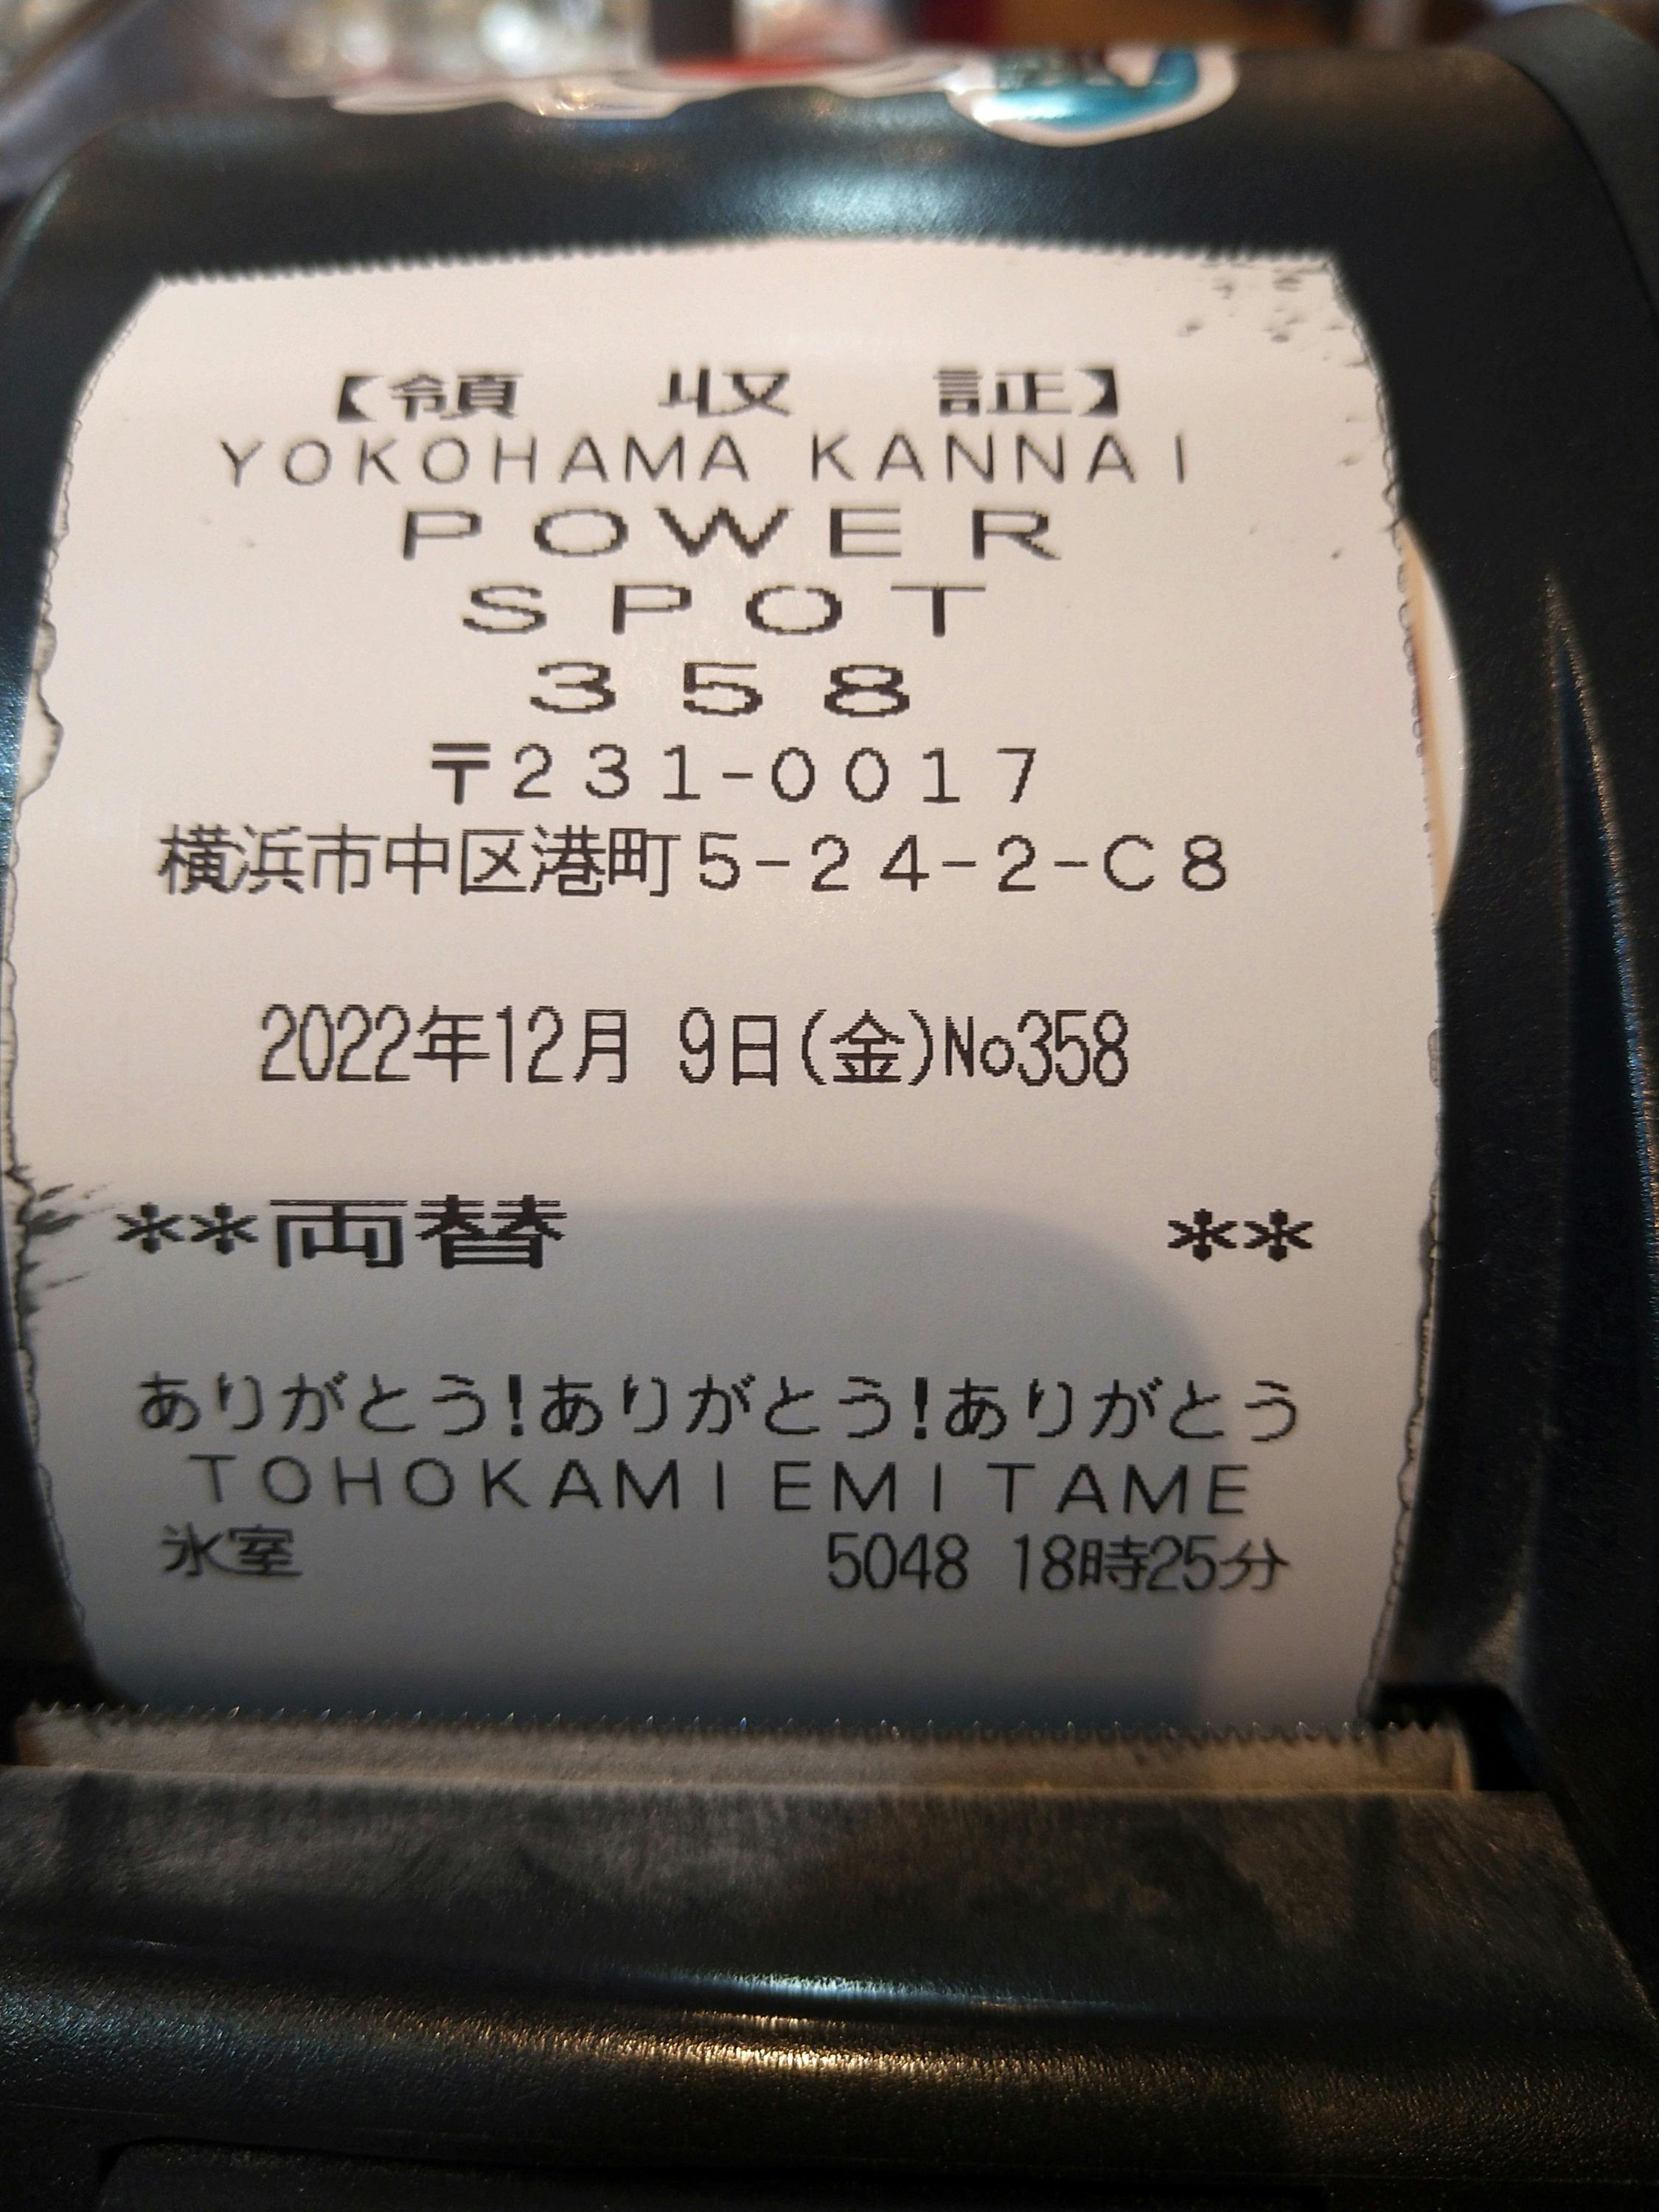 【領 収 証】
YOKOHAMA KANNAI
POWER
SPOT
358
〒231-0017
横浜市中区港町5-24-2-C8
2022年12月 9日(金)No358
**両替 **
ありがとう!ありがとう!ありがとう
TOHOKAMIEMITAME
氷室 5048 18時25分